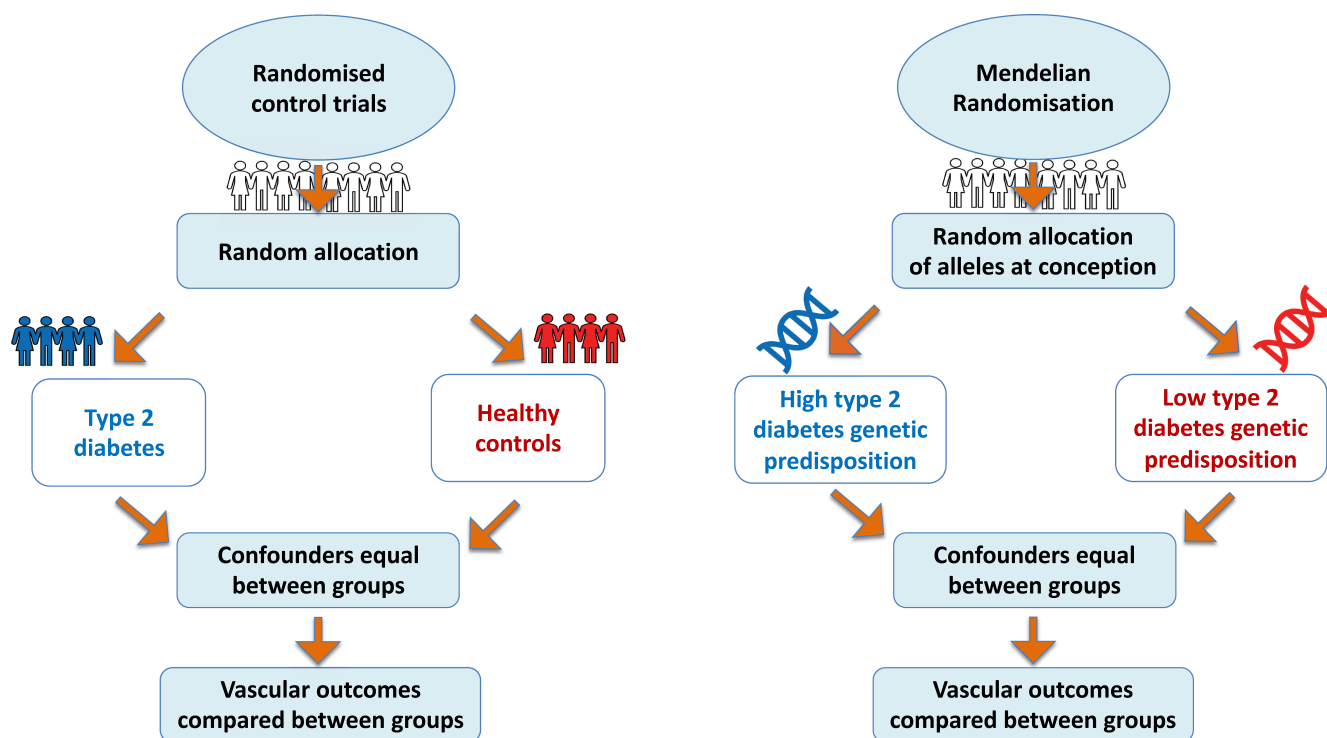 Randomised
control trials
Random allocation
Type 2
diabetes
Healthy
controls
Confounders equal
between groups
Vascular outcomes
compared between groups
Mendelian
Randomisation
Random allocation
of alleles at conception
High type 2
diabetes genetic
predisposition
Low type 2
diabetes genetic
predisposition
Confounders equal
between groups
Vascular outcomes
compared between groups